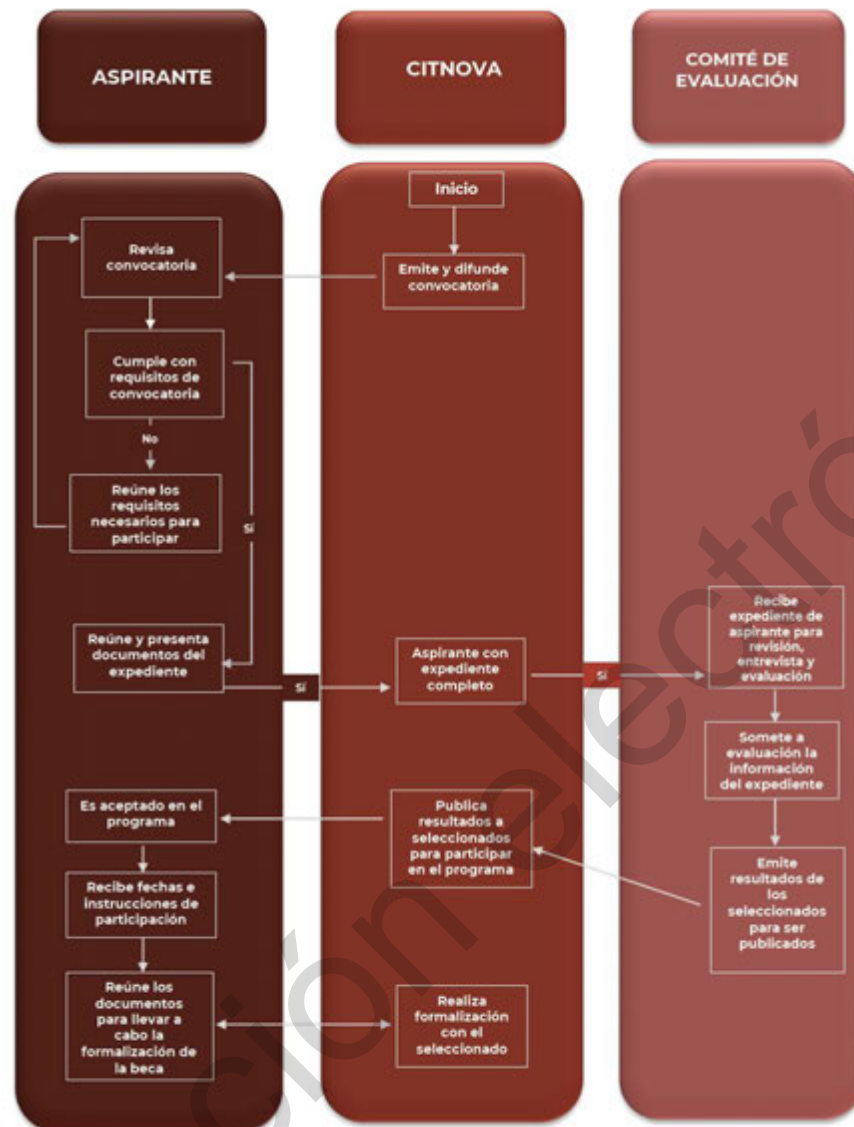 ASPIRANTE
CITNOVA
COMITÉ DE
EVALUACIÓN
Inicio
Revisa
convocatoria
Emite y difunde
convocatoria
Cumple con
requisitos de
convocatoria
No
Reúne los
requisitos
necesarios para
participar
Sí
Reúne y presenta
documentos del
expediente
Sí
Aspirante con
expediente
completo
Sí
Recibe
expediente de
aspirante para
revisión,
entrevista y
evaluación
Somete a
evaluación la
información
del expediente
Emite
resultados de
los
seleccionados
para ser
publicados
Publica
resultados a
seleccionados
para participar
en el programa
Es aceptado en el
programa
Recibe fechas e
instrucciones de
participación
Reúne los
documentos
para llevar a
cabo la
formalización de
la beca
Realiza
formalización
con el
seleccionado
ción electró